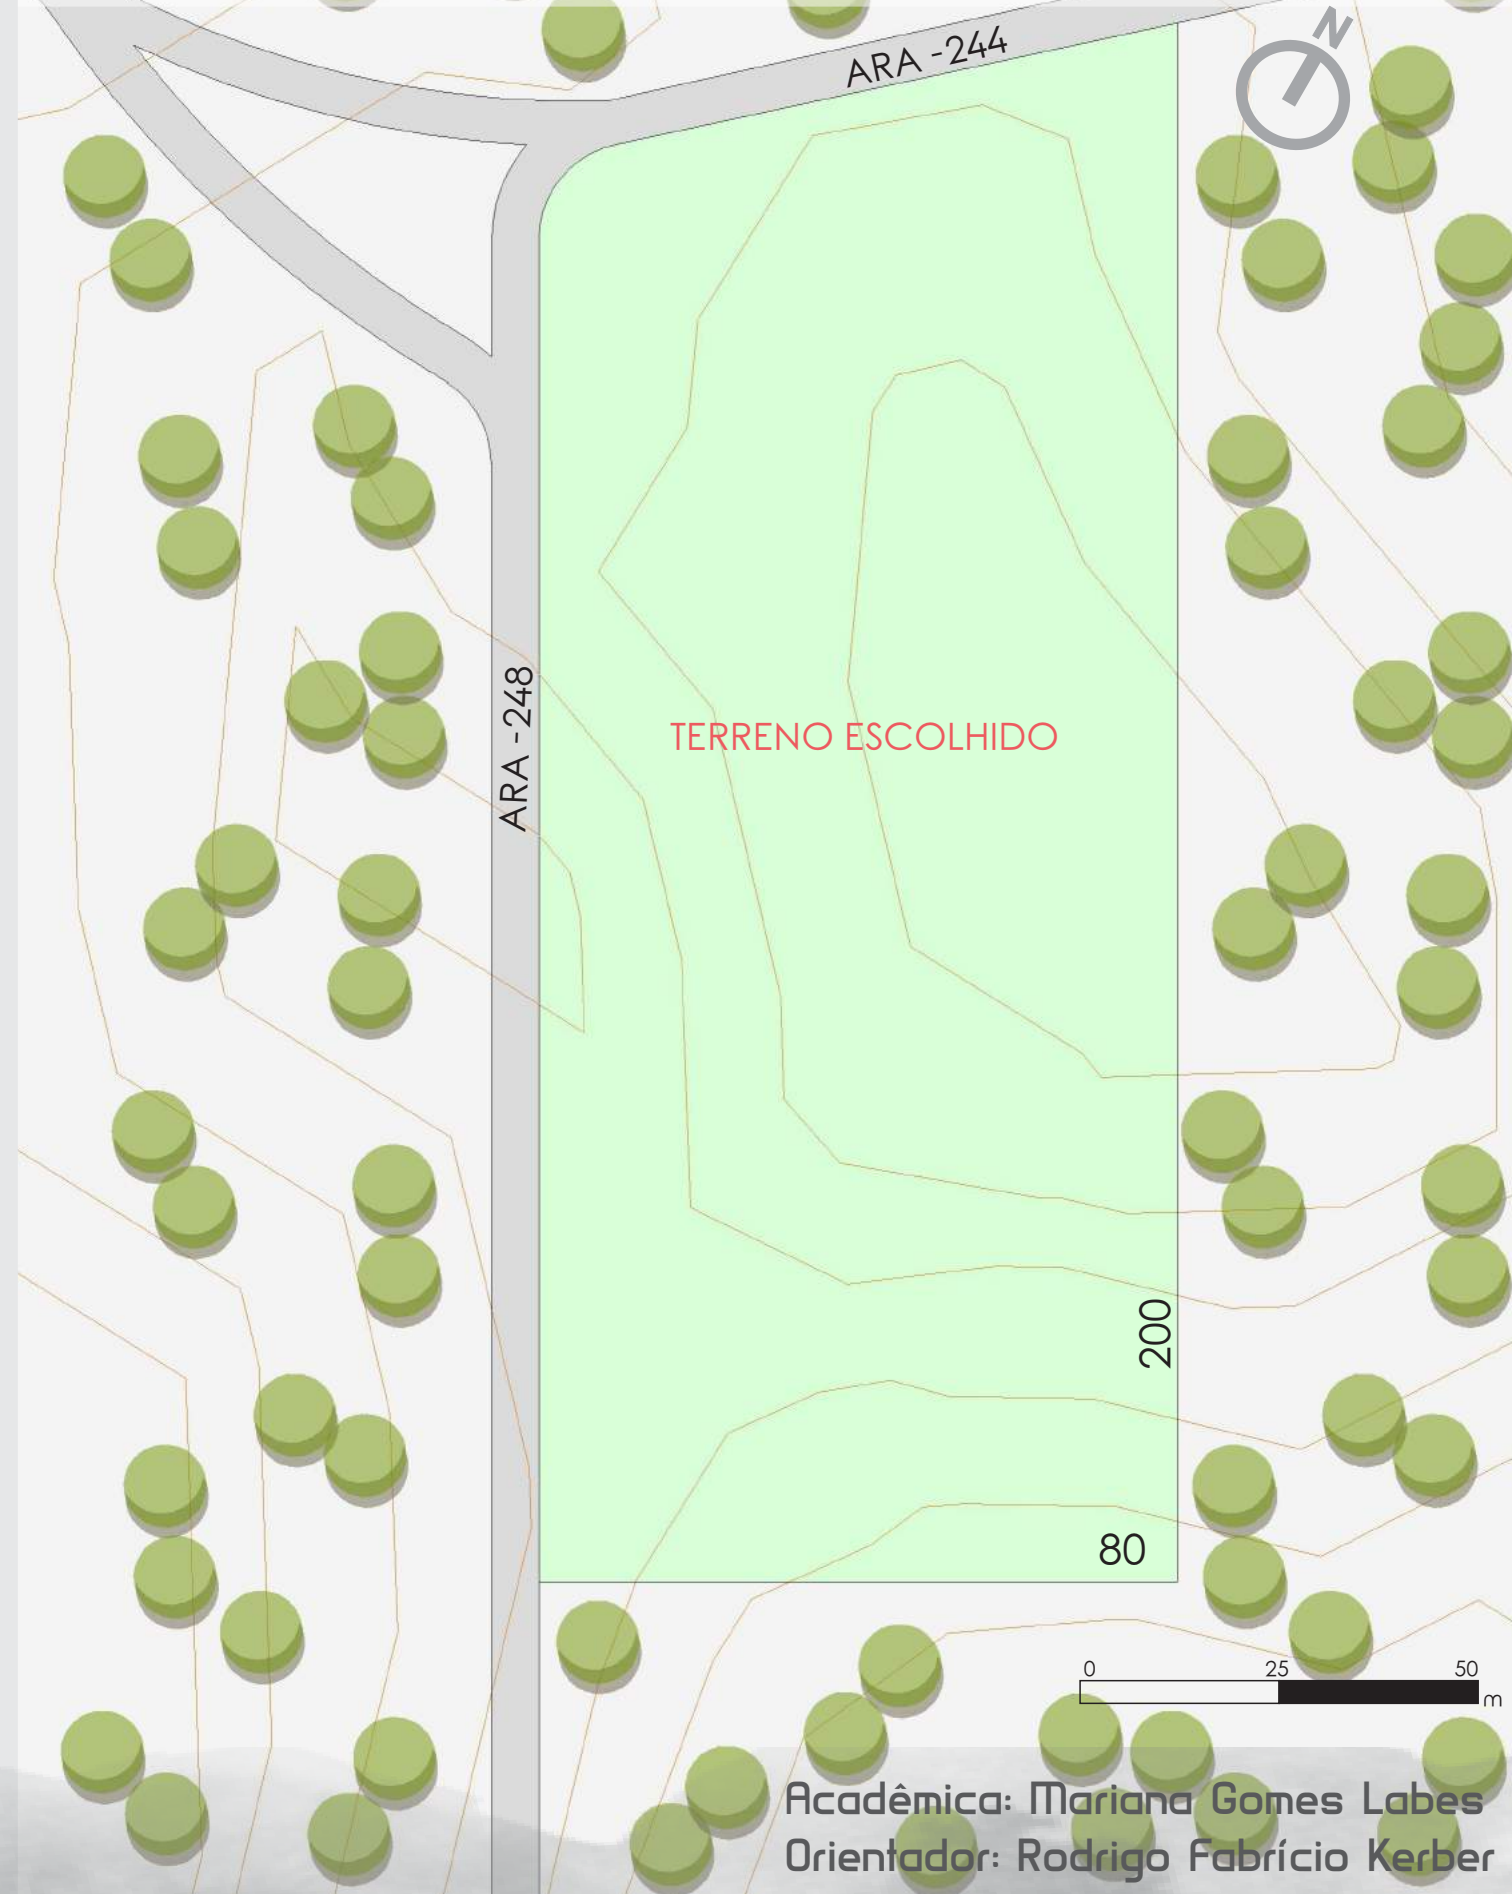 N
ARA -244
ARA -248
TERRENO ESCOLHIDO
200
80
0 25 50
m
Acadêmica: Mariana Gomes Labes
Orientador: Rodrigo Fabrício Kerber